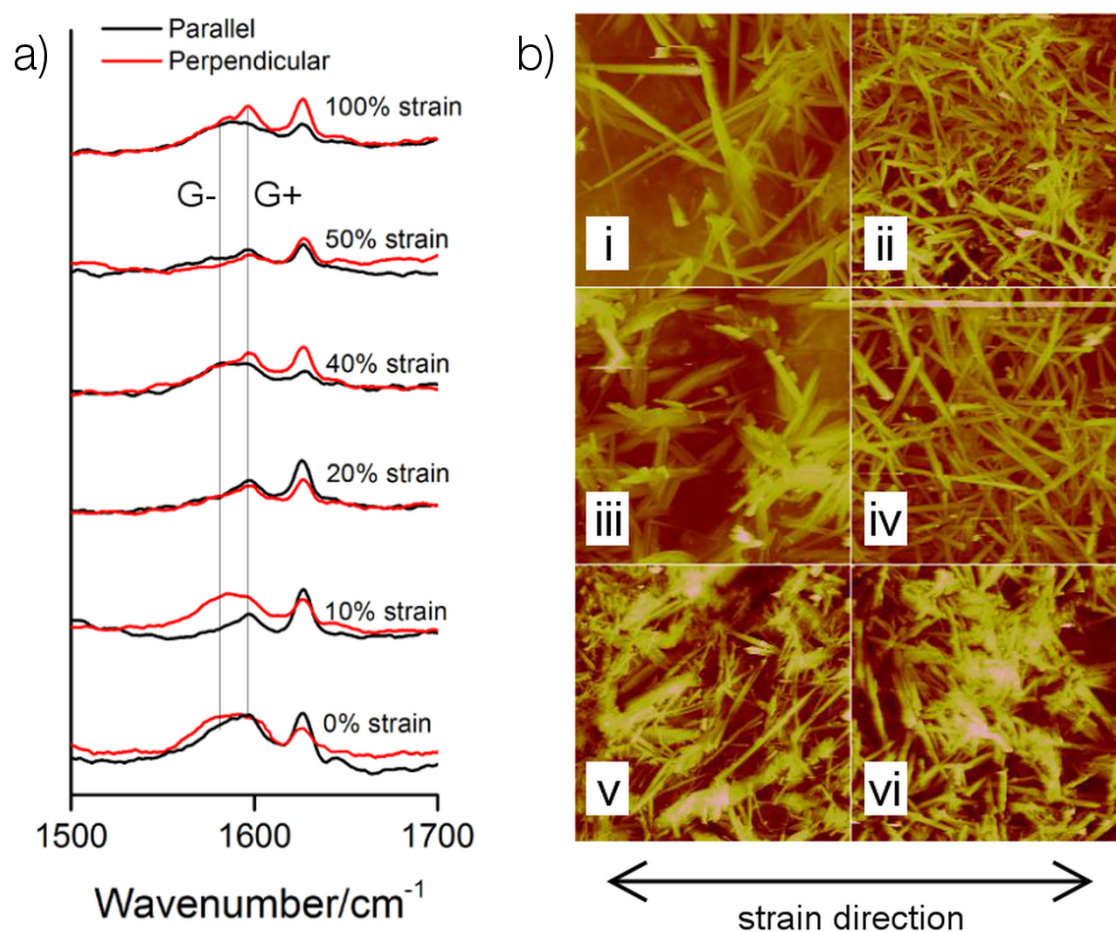 a)
Parallel
Perpendicular
100% strain
G- G+
50% strain
40% strain
20% strain
10% strain
0% strain
1500 1600 1700
Wavenumber/cm-1
b)
i ii
iii iv
v vi
strain direction